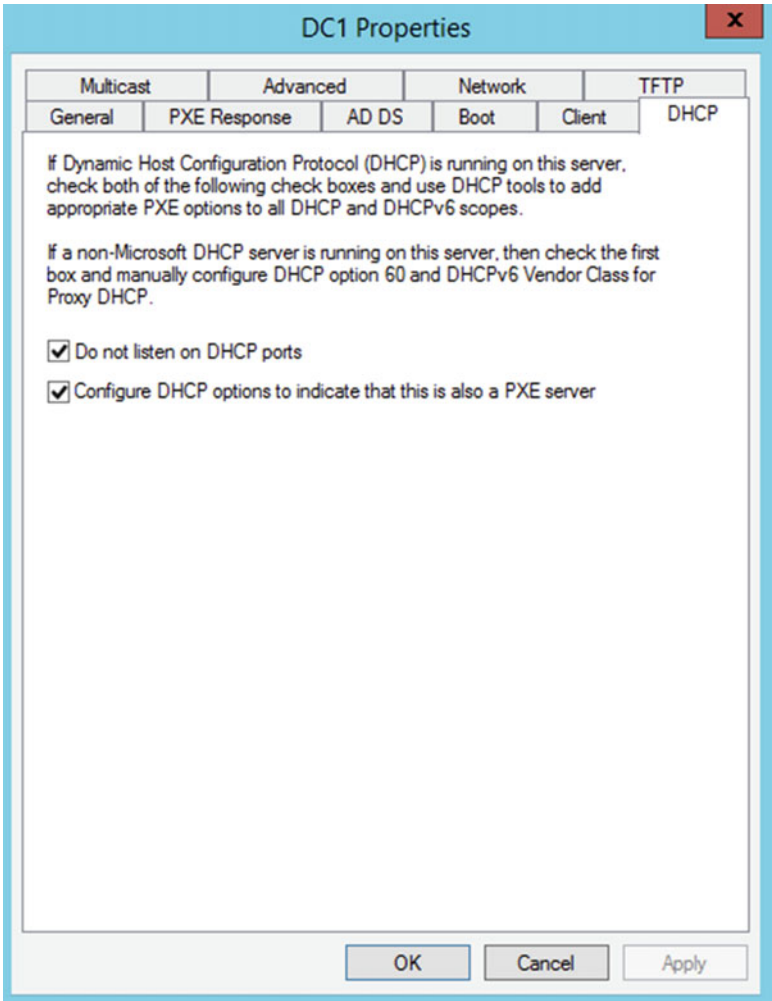 DC1 Properties
x
Multicast
Advanced
Network
TFTP
General
PXE Response
AD DS
Boot
Client
DHCP
If Dynamic Host Configuration Protocol (DHCP) is running on this server,
check both of the following check boxes and use DHCP tools to add
appropriate PXE options to all DHCP and DHCPv6 scopes.
If a non-Microsoft DHCP server is running on this server, then check the first
box and manually configure DHCP option 60 and DHCPv6 Vendor Class for
Proxy DHCP.
Do not listen on DHCP ports
Configure DHCP options to indicate that this is also a PXE server
OK
Cancel
Apply